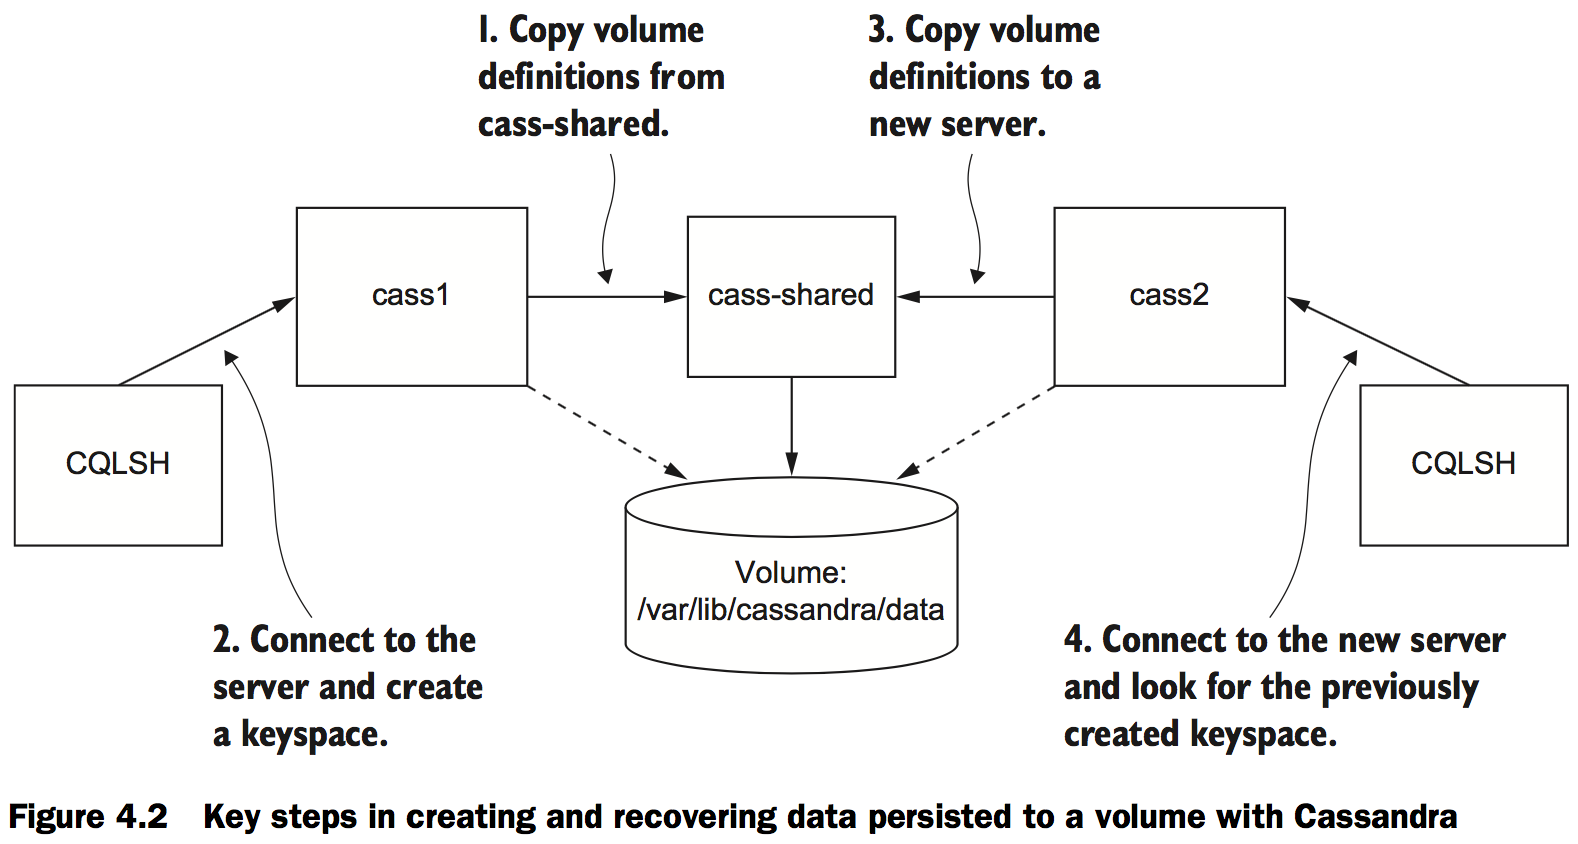 1. Copy volume
definitions from
cass-shared.
3. Copy volume
definitions to a
new server.
cass1
cass-shared
cass2
CQLSH
CQLSH
Volume:
/var/lib/cassandra/data
2. Connect to the
server and create
a keyspace.
4. Connect to the new server
and look for the previously
created keyspace.
Figure 4.2 Key steps in creating and recovering data persisted to a volume with Cassandra